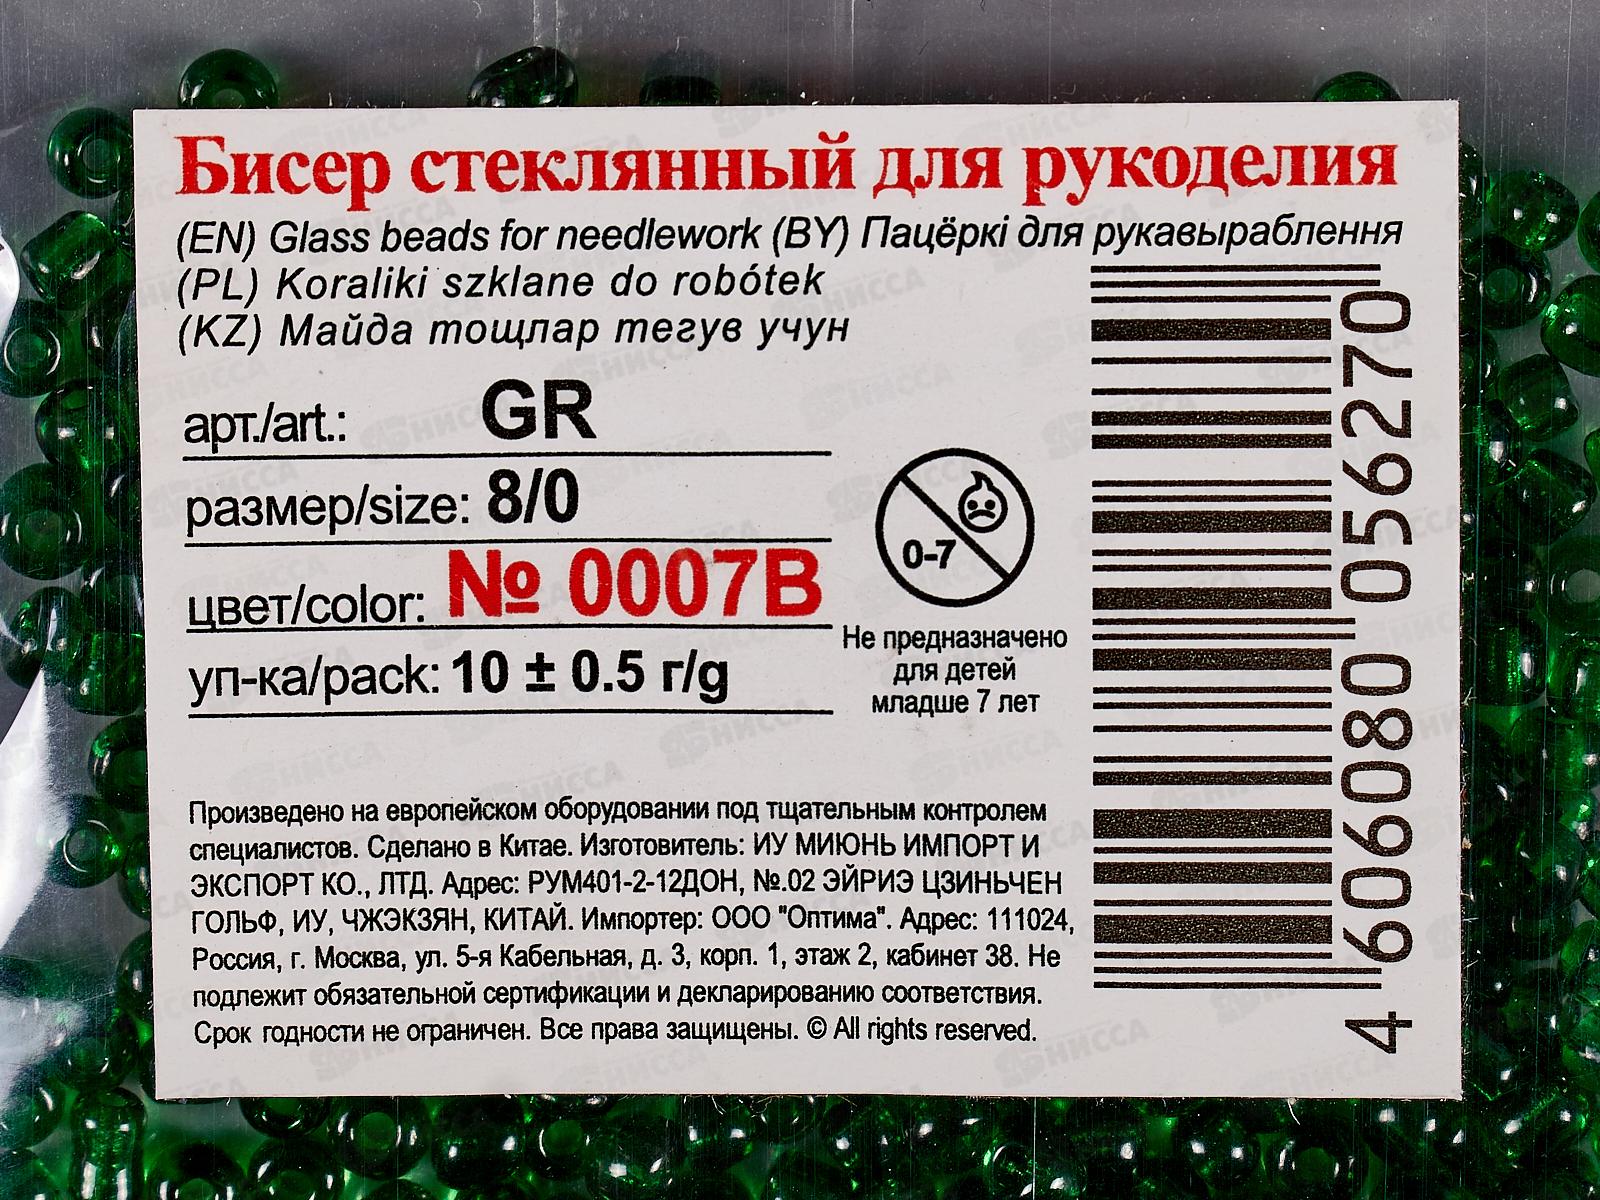 Бисер стеклянный для рукоделия
(EN) Glass beads for needlework (BY) Пацёркі для рукавыраблення
(PL) Koraliki szklane do robótek
(KZ) Майда тощлар тегув учун
арт./art.: GR
размер/size: 8/0
цвет/color: № 0007B
уп-ка/pack: 10 ± 0.5 г/g
0-7
Не предназначено
для детей
младше 7 лет
Произведено на европейском оборудовании под тщательным контролем
специалистов. Сделано в Китае. Изготовитель: ИУ МИЮНЬ ИМПОРТ И
ЭКСПОРТ КО., ЛТД. Адрес: РУМ401-2-12ДОН, №.02 ЭЙРИЭ ЦЗИНЬЧЕН
ГОЛЬФ, ИУ, ЧЖЭКЗЯН, КИТАЙ. Импортер: ООО "Оптима". Адрес: 111024,
Россия, г. Москва, ул. 5-я Кабельная, д. 3, корп. 1, этаж 2, кабинет 38. Не
подлежит обязательной сертификации и декларированию соответствия.
Срок годности не ограничен. Все права защищены. © All rights reserved.
4 606080 056270